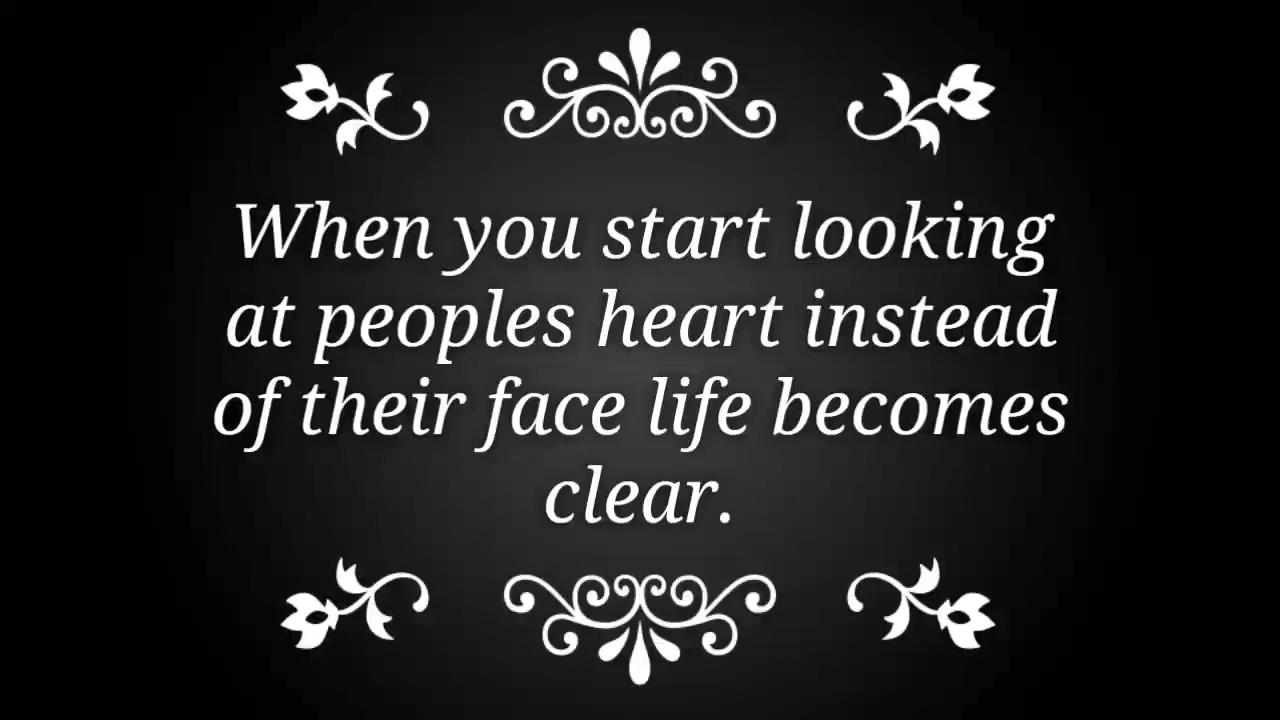 When you start looking
at peoples heart instead
of their face life becomes
clear.